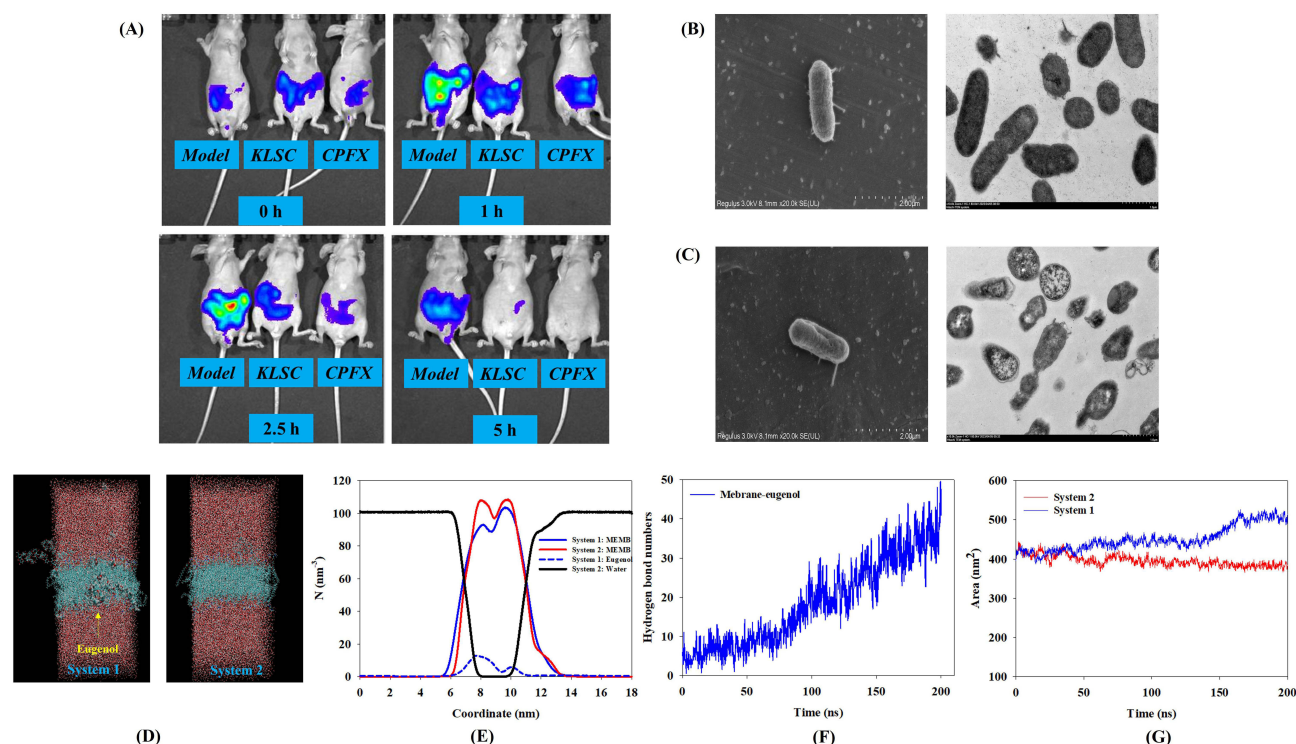 (A)
Model KLSC CPFX
0 h
Model KLSC CPFX
1 h
Model KLSC CPFX
2.5 h
Model KLSC CPFX
5 h
(B)
Regulus 3.0kV 8.1mm x20.0k SE(UL) 2.00μm
(C)
Regulus 3.0kV 8.1mm x20.0k SE(UL) 2.00μm
Eugenol
System 1
System 2
(D)
N (nm-3)
120
100
80
60
40
20
0
System 1: MEMB
System 2: MEMB
System 1: Eugenol
System 2: Water
0 2 4 6 8 10 12 14 16 18
Coordinate (nm)
(E)
Hydrogen bond numbers
50
40
30
20
10
0
Mebrane-eugenol
0 50 100 150 200
Time (ns)
(F)
Area (nm2)
600
500
400
300
200
100
0
System 2
System 1
0 50 100 150 200
Time (ns)
(G)